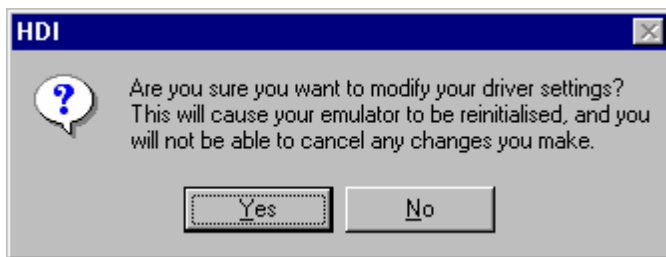 HDI
Are you sure you want to modify your driver settings?
This will cause your emulator to be reinitialised, and you
will not be able to cancel any changes you make.
Yes
No